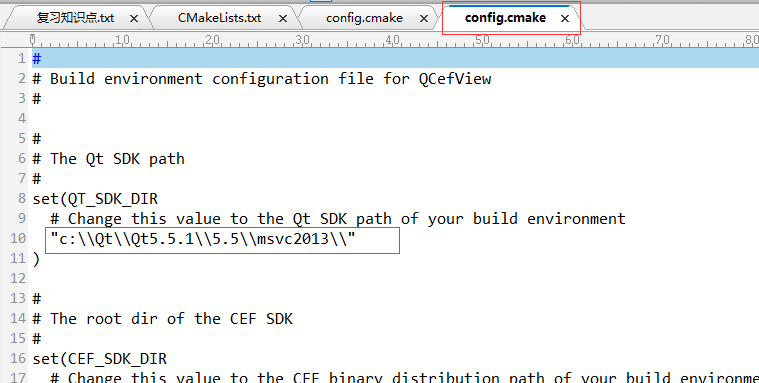 复习知识点.txt × CMakeLists.txt × config.cmake × config.cmake ×
0 10 20 30 40 50 60 70 80
1 #
2 # Build environment configuration file for QCefView
3 #
4
5 #
6 # The Qt SDK path
7 #
8 set(QT_SDK_DIR
9 # Change this value to the Qt SDK path of your build environment
10 "c:\\Qt\\Qt5.5.1\\5.5\\msvc2013\\"
11 )
12
13 #
14 # The root dir of the CEF SDK
15 #
16 set(CEF_SDK_DIR
17 # Change this value to the CEF binary distribution path of your build environme